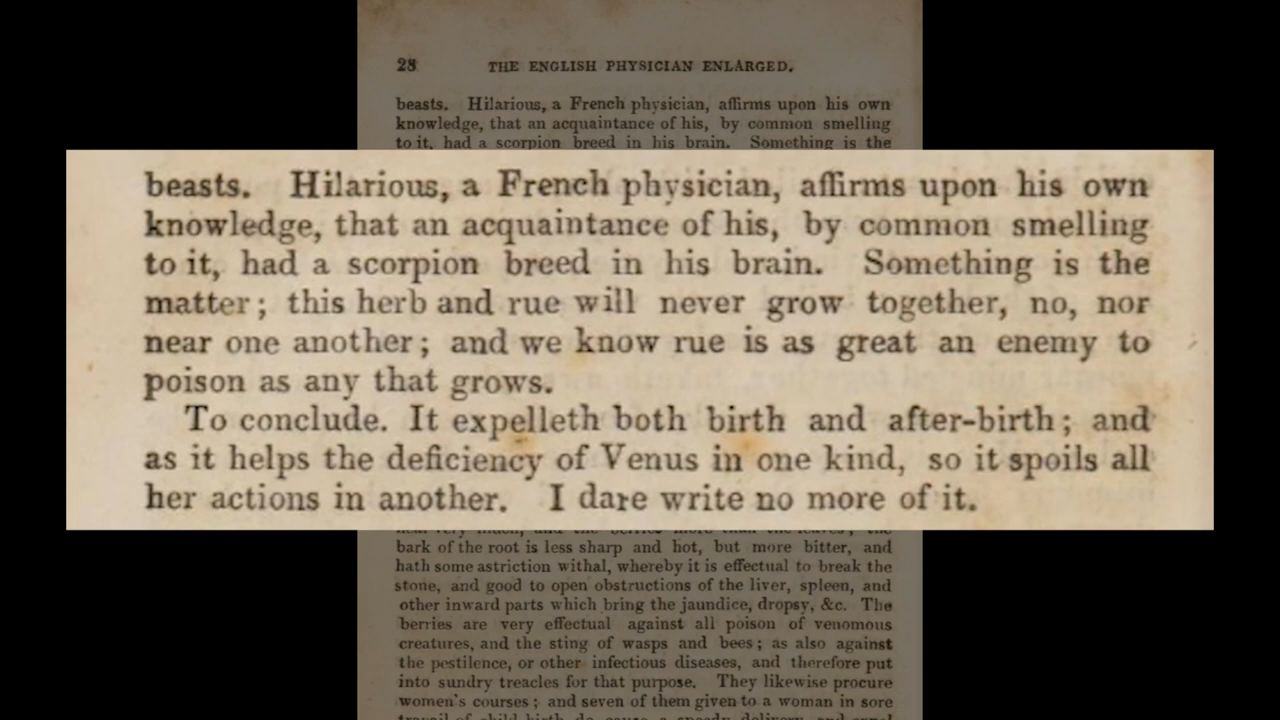 28 THE ENGLISH PHYSICIAN ENLARGED.
beasts. Hilarious, a French physician, affirms upon his own
knowledge, that an acquaintance of his, by common smelling
to it, had a scorpion breed in his brain. Something is the
beasts. Hilarious, a French physician, affirms upon his own
knowledge, that an acquaintance of his, by common smelling
to it, had a scorpion breed in his brain. Something is the
matter; this herb and rue will never grow together, no, nor
near one another; and we know rue is as great an enemy to
poison as any that grows.
To conclude. It expelleth both birth and after-birth; and
as it helps the deficiency of Venus in one kind, so it spoils all
her actions in another. I dare write no more of it.
bark of the root is less sharp and hot, but more bitter, and
hath some astriction withal, whereby it is effectual to break the
stone, and good to open obstructions of the liver, spleen, and
other inward parts which bring the jaundice, dropsy, &c. The
berries are very effectual against all poison of venomous
creatures, and the sting of wasps and bees; as also against
the pestilence, or other infectious diseases, and therefore put
into sundry treacles for that purpose. They likewise procure
women's courses; and seven of them given to a woman in sore